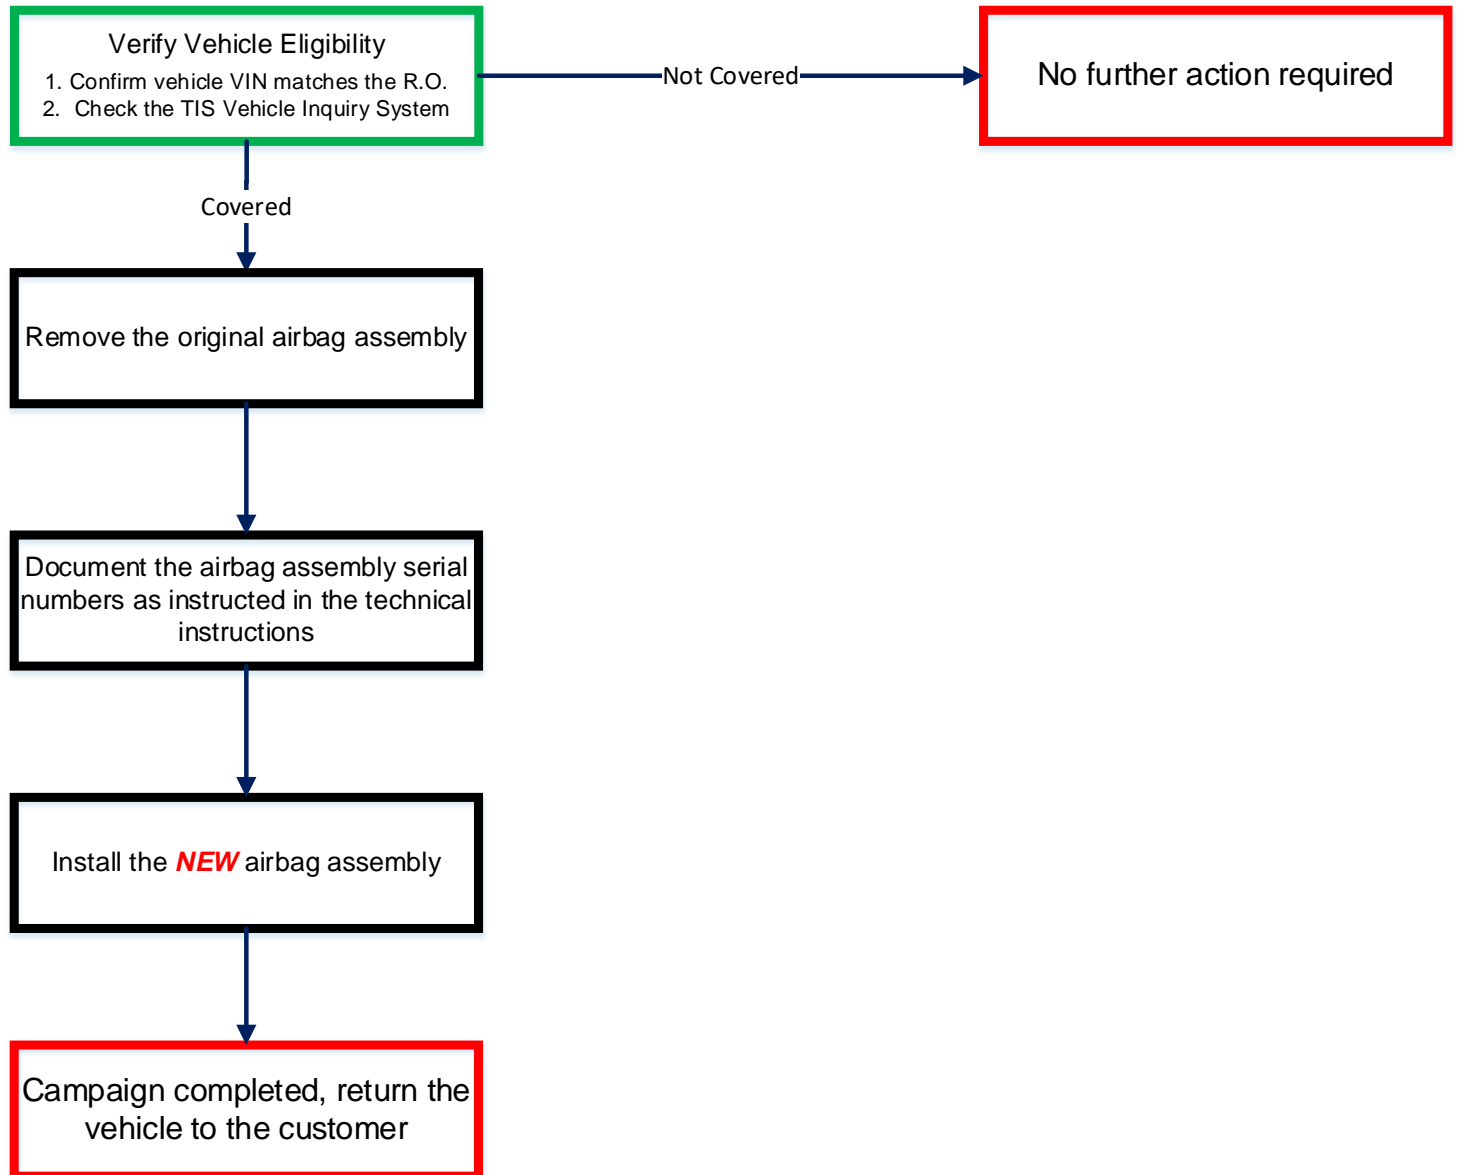 Verify Vehicle Eligibility
1. Confirm vehicle VIN matches the R.O.
2. Check the TIS Vehicle Inquiry System
Not Covered
No further action required
Covered
Remove the original airbag assembly
Document the airbag assembly serial
numbers as instructed in the technical
instructions
Install the NEW airbag assembly
Campaign completed, return the
vehicle to the customer